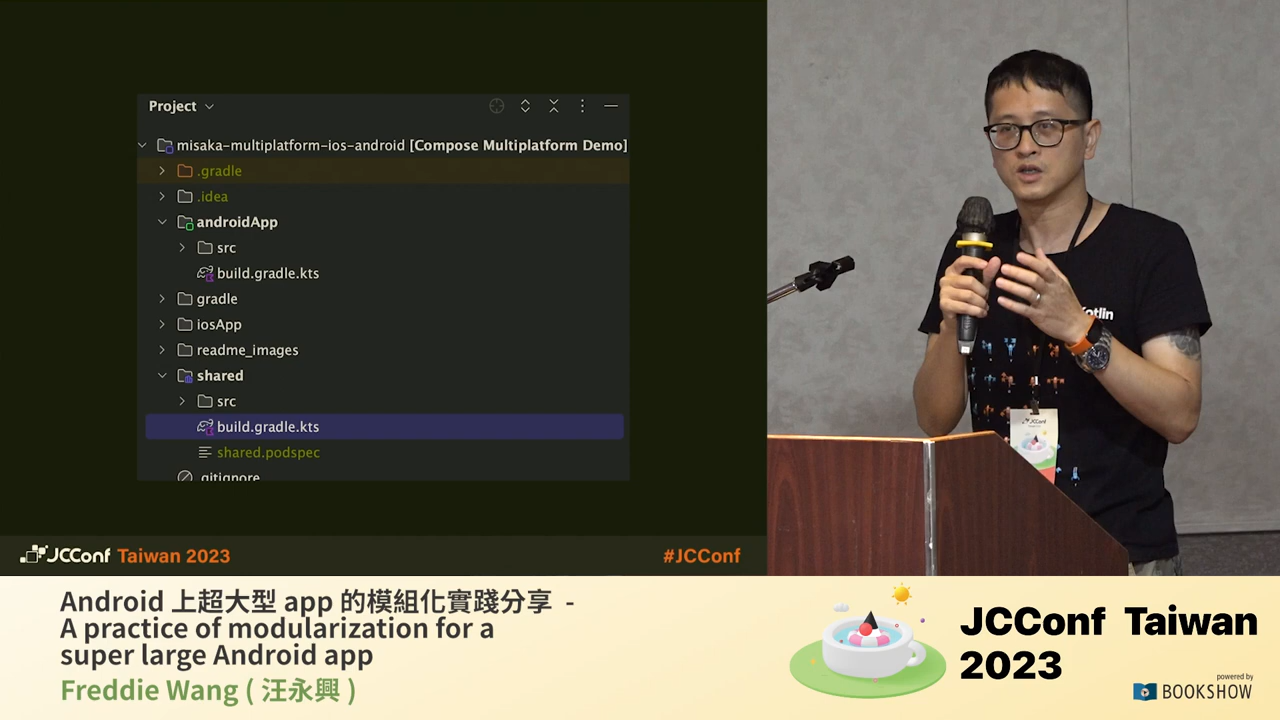 Project
misaka-multiplatform-ios-android [Compose Multiplatform Demo]
.gradle
.idea
androidApp
src
build.gradle.kts
gradle
iosApp
readme_images
shared
src
build.gradle.kts
shared.podspec
.gitignore
JCConf Taiwan 2023
#JCConf
Kotlin
JCConf
Android 上超大型 app 的模組化實踐分享 -
A practice of modularization for a
super large Android app
Freddie Wang ( 汪永興 )
JCConf Taiwan
2023
powered by
BOOKSHOW